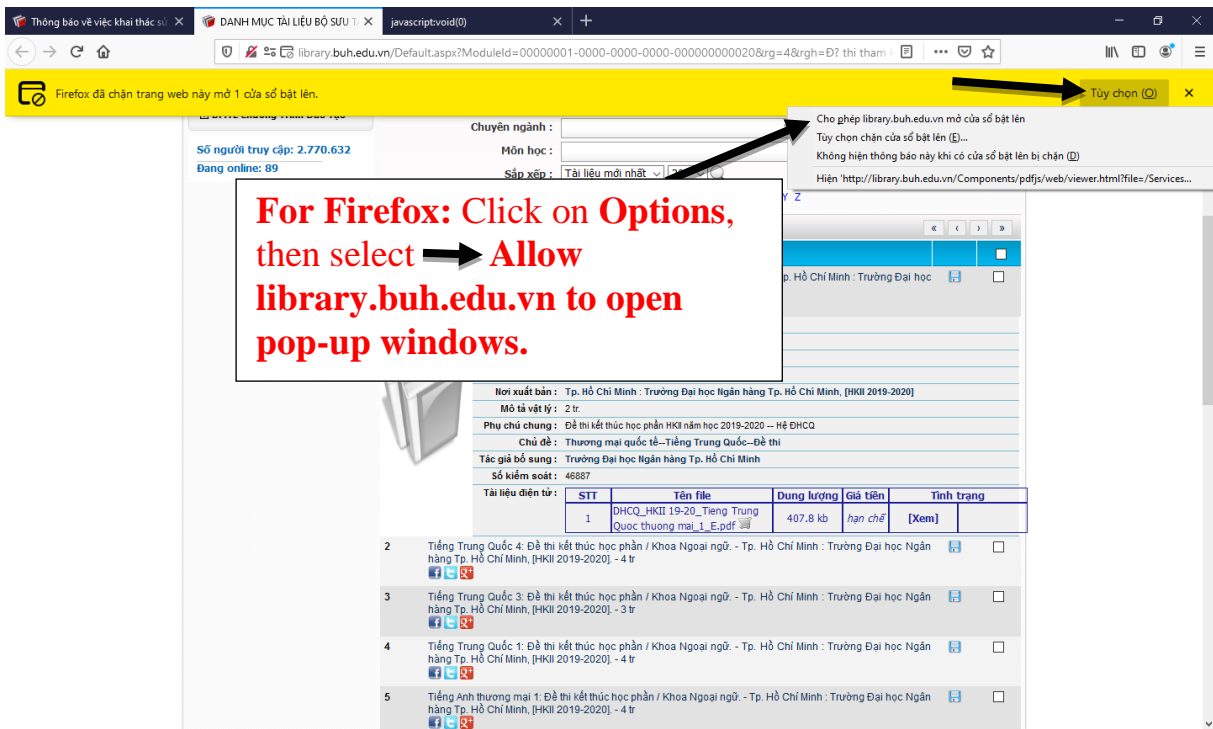 Thông báo về việc khai thác sử
DANH MỤC TÀI LIỆU BỘ SƯU T
javascript:void(0)
library.buh.edu.vn/Default.aspx?ModuleId=00000001-0000-0000-0000-000000000020&rg=4&rgh=Đ? thi tham
Firefox đã chặn trang web này mở 1 cửa sổ bật lên.
Tùy chọn (O)
Cho phép library.buh.edu.vn mở cửa sổ bật lên
Tùy chọn chặn cửa sổ bật lên (E)...
Không hiện thông báo này khi có cửa sổ bật lên bị chặn (D)
Hiện 'http://library.buh.edu.vn/Components/pdfjs/web/viewer.html?file=/Services...
Số người truy cập: 2.770.632
Đang online: 89
Chuyên ngành :
Môn học :
Sắp xếp : Tài liệu mới nhất
Y Z
« ‹ › »
For Firefox: Click on Options,
then select Allow
library.buh.edu.vn to open
pop-up windows.
p. Hồ Chí Minh : Trường Đại học
Nơi xuất bản : Tp. Hồ Chí Minh : Trường Đại học Ngân hàng Tp. Hồ Chí Minh, [HKII 2019-2020]
Mô tả vật lý : 2 tr.
Phụ chú chung : Đề thi kết thúc học phần HKII năm học 2019-2020 -- Hệ ĐHCQ
Chủ đề : Thương mại quốc tế--Tiếng Trung Quốc--Đề thi
Tác giả bổ sung : Trường Đại học Ngân hàng Tp. Hồ Chí Minh
Số kiểm soát : 46887
Tài liệu điện tử :
STT Tên file Dung lượng Giá tiền Tình trạng
1 DHCQ_HKII 19-20_Tieng Trung
Quoc thuong mai_1_E.pdf 407.8 kb hạn chế [Xem]
2 Tiếng Trung Quốc 4: Đề thi kết thúc học phần / Khoa Ngoại ngữ. - Tp. Hồ Chí Minh : Trường Đại học Ngân
hàng Tp. Hồ Chí Minh, [HKII 2019-2020]. - 4 tr
3 Tiếng Trung Quốc 3: Đề thi kết thúc học phần / Khoa Ngoại ngữ. - Tp. Hồ Chí Minh : Trường Đại học Ngân
hàng Tp. Hồ Chí Minh, [HKII 2019-2020]. - 3 tr
4 Tiếng Trung Quốc 1: Đề thi kết thúc học phần / Khoa Ngoại ngữ. - Tp. Hồ Chí Minh : Trường Đại học Ngân
hàng Tp. Hồ Chí Minh, [HKII 2019-2020]. - 4 tr
5 Tiếng Anh thương mại 1: Đề thi kết thúc học phần / Khoa Ngoại ngữ. - Tp. Hồ Chí Minh : Trường Đại học Ngân
hàng Tp. Hồ Chí Minh, [HKII 2019-2020]. - 4 tr